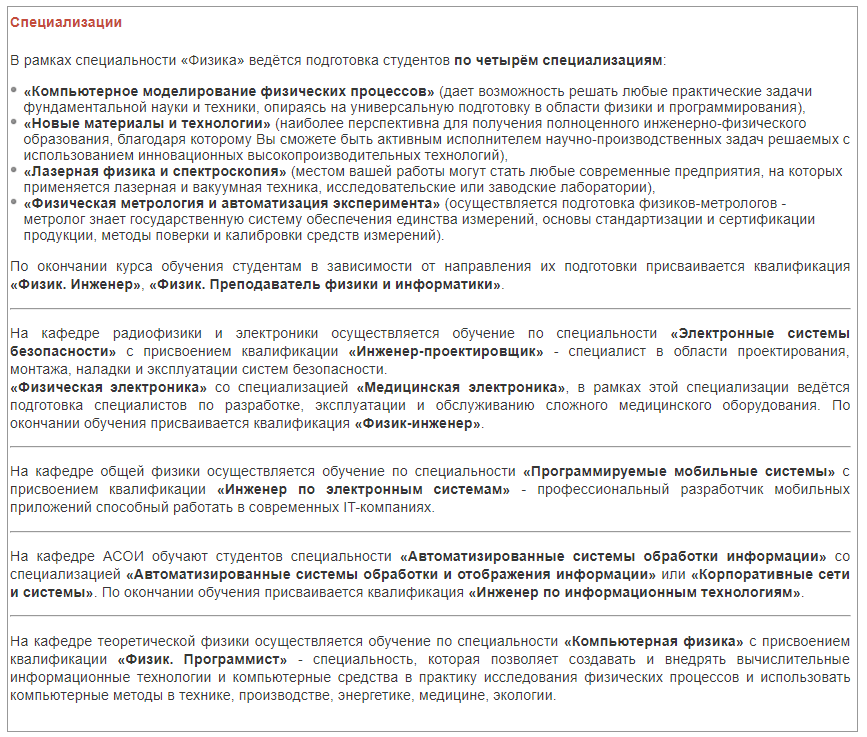 Специализации
В рамках специальности «Физика» ведётся подготовка студентов по четырём специализациям:
«Компьютерное моделирование физических процессов» (дает возможность решать любые практические задачи
фундаментальной науки и техники, опираясь на универсальную подготовку в области физики и программирования),
«Новые материалы и технологии» (наиболее перспективна для получения полноценного инженерно-физического
образования, благодаря которому Вы сможете быть активным исполнителем научно-производственных задач решаемых с
использованием инновационных высокопроизводительных технологий),
«Лазерная физика и спектроскопия» (местом вашей работы могут стать любые современные предприятия, на которых
применяется лазерная и вакуумная техника, исследовательские или заводские лаборатории),
«Физическая метрология и автоматизация эксперимента» (осуществляется подготовка физиков-метрологов -
метролог знает государственную систему обеспечения единства измерений, основы стандартизации и сертификации
продукции, методы поверки и калибровки средств измерений).
По окончании курса обучения студентам в зависимости от направления их подготовки присваивается квалификация
«Физик. Инженер», «Физик. Преподаватель физики и информатики».
На кафедре радиофизики и электроники осуществляется обучение по специальности «Электронные системы
безопасности» с присвоением квалификации «Инженер-проектировщик» - специалист в области проектирования,
монтажа, наладки и эксплуатации систем безопасности.
«Физическая электроника» со специализацией «Медицинская электроника», в рамках этой специализации ведётся
подготовка специалистов по разработке, эксплуатации и обслуживанию сложного медицинского оборудования. По
окончании обучения присваивается квалификация «Физик-инженер».
На кафедре общей физики осуществляется обучение по специальности «Программируемые мобильные системы» с
присвоением квалификации «Инженер по электронным системам» - профессиональный разработчик мобильных
приложений способный работать в современных IT-компаниях.
На кафедре АСОИ обучают студентов специальности «Автоматизированные системы обработки информации» со
специализацией «Автоматизированные системы обработки и отображения информации» или «Корпоративные сети
и системы». По окончании обучения присваивается квалификация «Инженер по информационным технологиям».
На кафедре теоретической физики осуществляется обучение по специальности «Компьютерная физика» с присвоением
квалификации «Физик. Программист» - специальность, которая позволяет создавать и внедрять вычислительные
информационные технологии и компьютерные средства в практику исследования физических процессов и использовать
компьютерные методы в технике, производстве, энергетике, медицине, экологии.